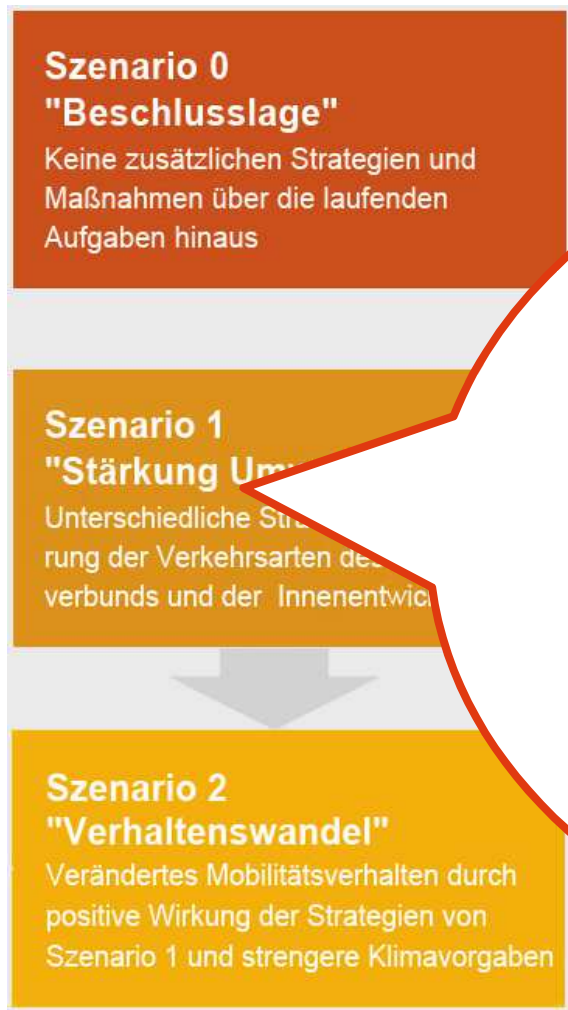 Szenario 0
"Beschlusslage"
Keine zusätzlichen Strategien und
Maßnahmen über die laufenden
Aufgaben hinaus
Szenario 1
"Stärkung
Unterschiedliche
rung der Verkehrsarten
verbunds und der Innenentwic
Szenario 2
"Verhaltenswandel"
Verändertes Mobilitätsverhalten durch
positive Wirkung der Strategien von
Szenario 1 und strengere Klimavorgaben